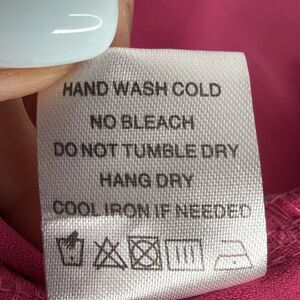 HAND WASH COLD
NO BLEACH
DO NOT TUMBLE DRY
HANG DRY
COOL IRON IF NEEDED